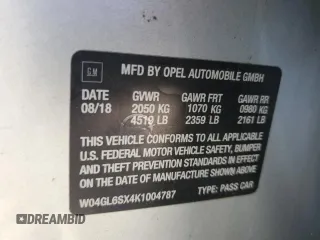 GM
MFD BY OPEL AUTOMOBILE GMBH
DATE GVWR GAWR FRT GAWR RR
08/18 2050 KG 1070 KG 0980 KG
4519 LB 2359 LB 2161 LB
THIS VEHICLE CONFORMS TO ALL APPLICABLE
U.S. FEDERAL MOTOR VEHICLE SAFETY, BUMPER, AND
THEFT PREVENTION STANDARDS IN EFFECT ON THE
DATE OF MANUFACTURE SHOWN ABOVE.
W04GL6SX4K1004787 TYPE: PASS CAR
DREAMBID